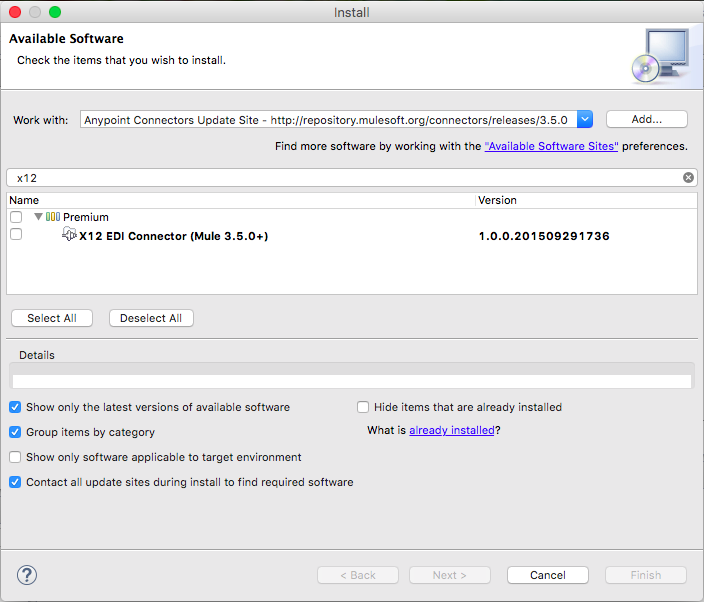 Install
Available Software
Check the items that you wish to install.
Work with: Anypoint Connectors Update Site - http://repository.mulesoft.org/connectors/releases/3.5.0 Add...
Find more software by working with the "Available Software Sites" preferences.
x12
Name Version
Premium
X12 EDI Connector (Mule 3.5.0+) 1.0.0.201509291736
Select All Deselect All
Details
Show only the latest versions of available software Hide items that are already installed
Group items by category What is already installed?
Show only software applicable to target environment
Contact all update sites during install to find required software
? < Back Next > Cancel Finish